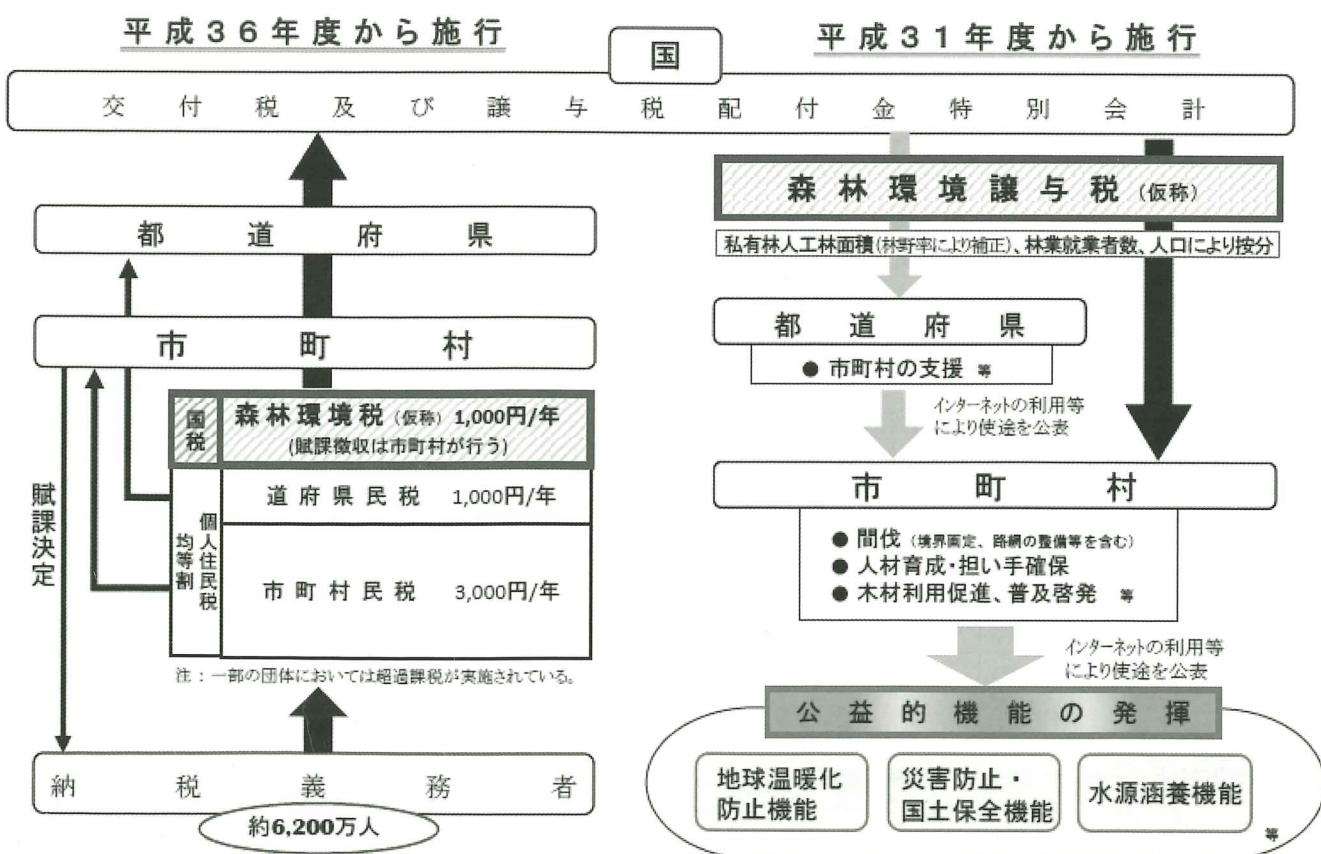 平成36年度から施行
平成31年度から施行
国
交付税及び譲与税配付金特別会計
都道府県
市町村
国税
森林環境税(仮称) 1,000円/年
(賦課徴収は市町村が行う)
個人住民税
均等割
道府県民税 1,000円/年
市町村民税 3,000円/年
注:一部の団体においては超過課税が実施されている。
賦課決定
納税義務者
約6,200万人
森林環境譲与税(仮称)
私有林人工林面積(林野率により補正)、林業就業者数、人口により按分
都道府県
● 市町村の支援 等
インターネットの利用等
により使途を公表
市町村
● 間伐(境界画定、路網の整備等を含む)
● 人材育成・担い手確保
● 木材利用促進、普及啓発 等
インターネットの利用等
により使途を公表
公益的機能の発揮
地球温暖化
防止機能
災害防止・
国土保全機能
水源涵養機能
等